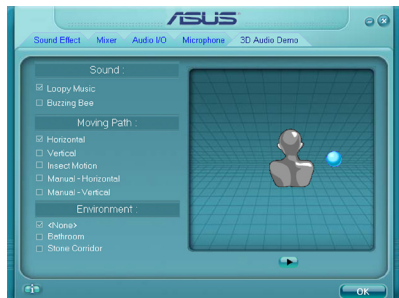 ASUS
Sound Effect Mixer Audio I/O Microphone 3D Audio Demo
Sound :
Loopy Music
Buzzing Bee
Moving Path :
Horizontal
Vertical
Insect Motion
Manual - Horizontal
Manual - Vertical
Environment :
<None>
Bathroom
Stone Corridor
OK